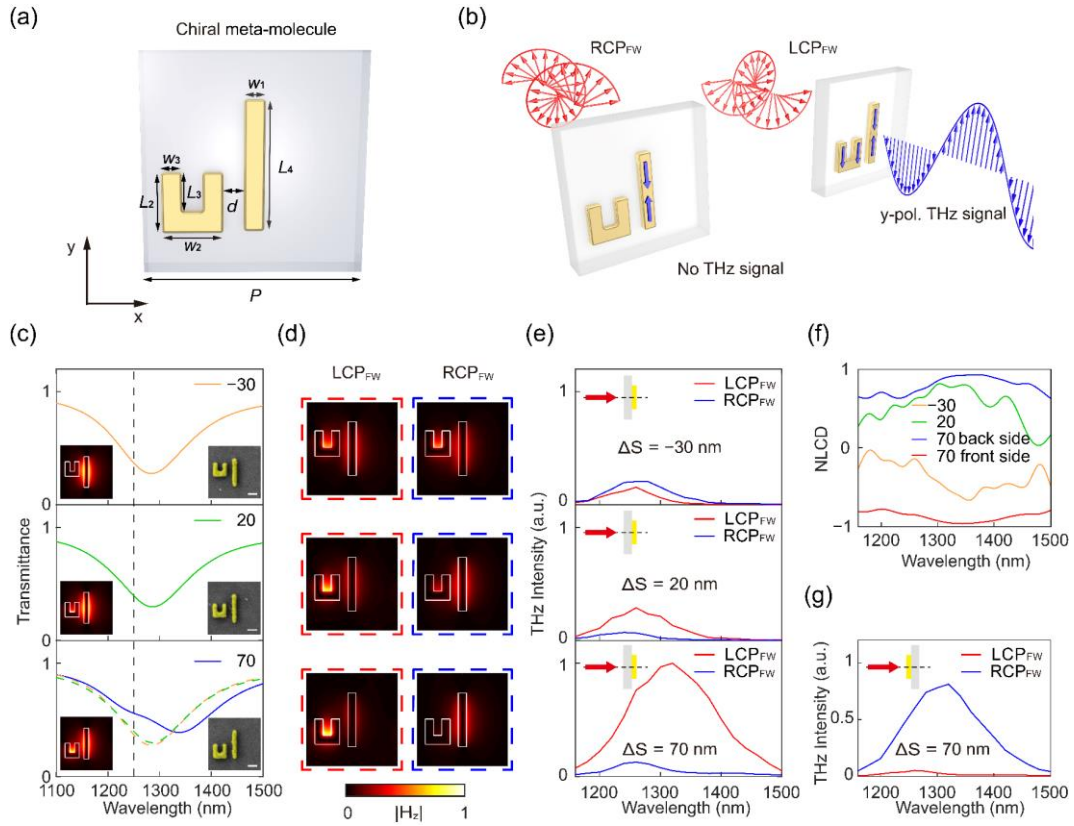 (a)
Chiral meta-molecule
W1
W3
L2
L3
d
L4
W2
y
x
P
(b)
RCPFW
LCPFW
No THz signal
y-pol. THz signal
(c)
Transmittance
1
−30
0
1
20
0
1
70
0
1100 1200 1300 1400 1500
Wavelength (nm)
(d)
LCPFW RCPFW
0 |Hz| 1
(e)
THz Intensity (a.u.)
1
LCPFW
RCPFW
ΔS = −30 nm
0
1
LCPFW
RCPFW
ΔS = 20 nm
0
1
LCPFW
RCPFW
ΔS = 70 nm
0
1200 1300 1400 1500
Wavelength (nm)
(f)
NLCD
1
0
−1
−30
20
70 back side
70 front side
1200 1300 1400 1500
Wavelength (nm)
(g)
THz Intensity (a.u.)
1
0.5
0
LCPFW
RCPFW
ΔS = 70 nm
1200 1300 1400 1500
Wavelength (nm)